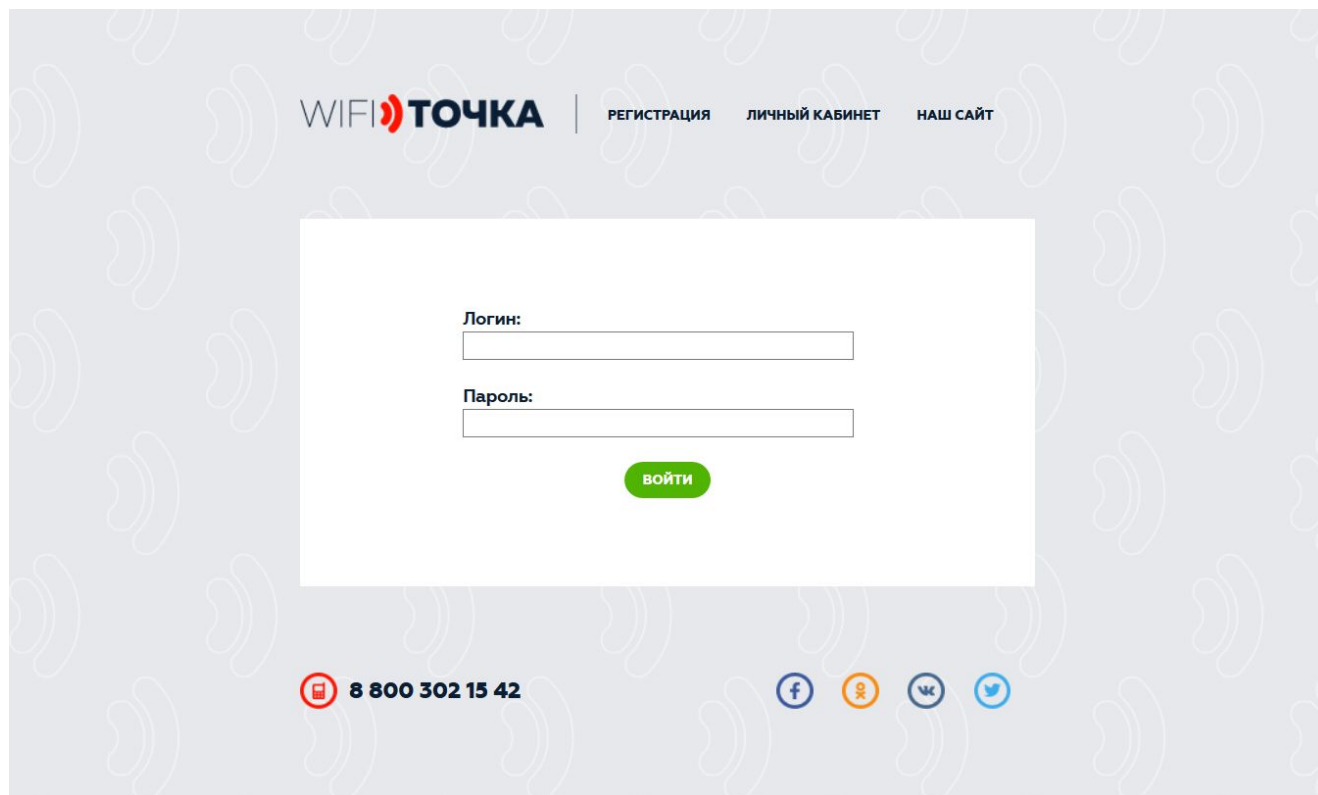 WIFI ТОЧКА
РЕГИСТРАЦИЯ ЛИЧНЫЙ КАБИНЕТ НАШ САЙТ
Логин:
Пароль:
ВОЙТИ
8 800 302 15 42